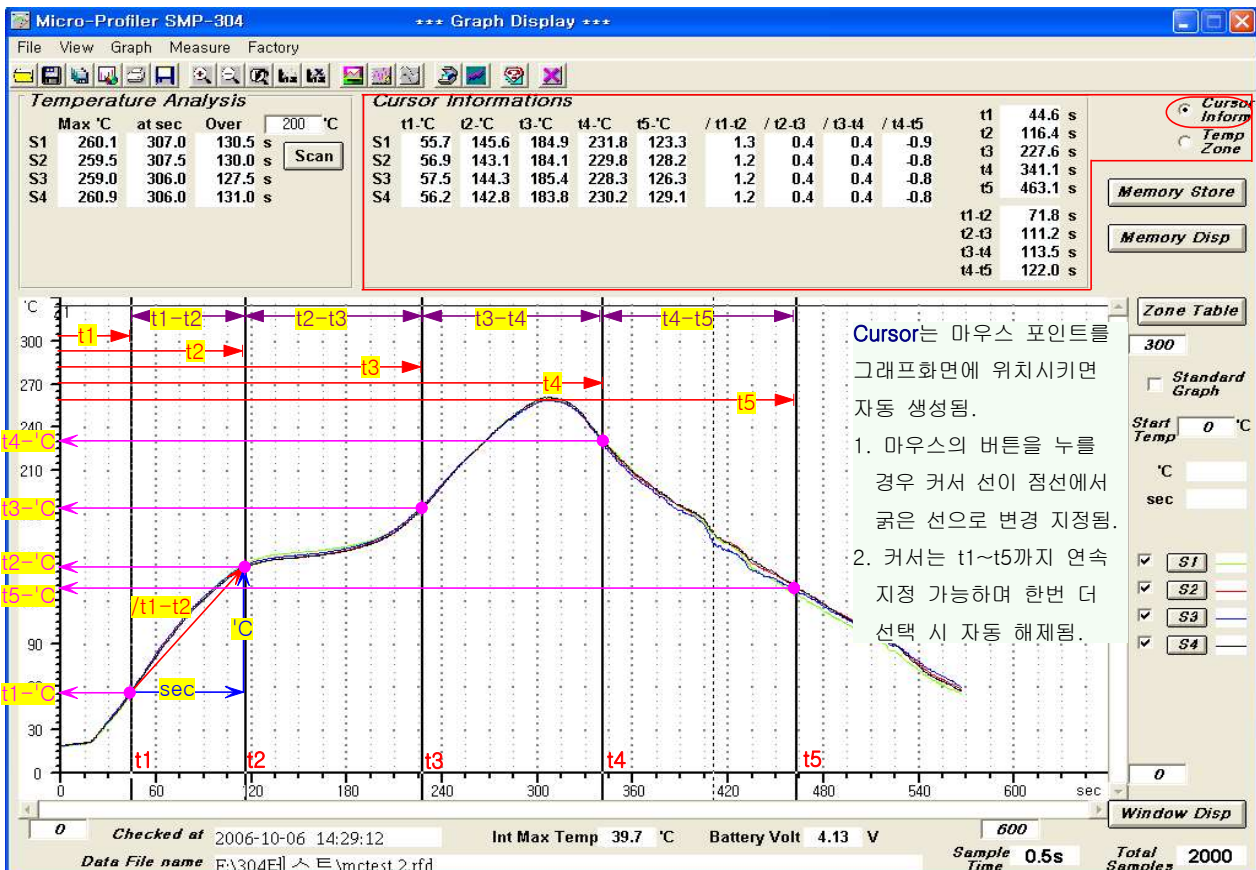 Micro-Profiler SMP-304 *** Graph Display ***
File View Graph Measure Factory
Temperature Analysis
Max 'C at sec Over 200 'C
S1 260.1 307.0 130.5 s
S2 259.5 307.5 130.0 s
S3 259.0 306.0 127.5 s
S4 260.9 306.0 131.0 s
Scan
Cursor Informations
t1-'C t2-'C t3-'C t4-'C t5-'C / t1-t2 / t2-t3 / t3-t4 / t4-t5
S1 55.7 145.6 184.9 231.8 123.3 1.3 0.4 0.4 -0.9
S2 56.9 143.1 184.1 229.8 128.2 1.2 0.4 0.4 -0.8
S3 57.5 144.3 185.4 228.3 126.3 1.2 0.4 0.4 -0.8
S4 56.2 142.8 183.8 230.2 129.1 1.2 0.4 0.4 -0.8
t1 44.6 s
t2 116.4 s
t3 227.6 s
t4 341.1 s
t5 463.1 s
t1-t2 71.8 s
t2-t3 111.2 s
t3-t4 113.5 s
t4-t5 122.0 s
Cursor Inform
Temp Zone
Memory Store
Memory Disp
'C
300
270
240
210
90
30
0
t1-t2 t2-t3 t3-t4 t4-t5
t1
t2
t3
t4
t5
t4-'C
t3-'C
t2-'C
t5-'C
t1-'C
/t1-t2
'C
sec
t1 t2 t3 t4 t5
0 60 120 180 240 300 360 420 480 540 600 sec
Cursor는 마우스 포인트를
그래프화면에 위치시키면
자동 생성됨.
1. 마우스의 버튼을 누를
경우 커서 선이 점선에서
굵은 선으로 변경 지정됨.
2. 커서는 t1~t5까지 연속
지정 가능하며 한번 더
선택 시 자동 해제됨.
Zone Table
300
Standard Graph
Start Temp 0 'C
'C
sec
S1
S2
S3
S4
0
Window Disp
0 600
Checked at 2006-10-06 14:29:12 Int Max Temp 39.7 'C Battery Volt 4.13 V
Data File name F:\304테스트\mctest 2.rfd
Sample Time 0.5s Total Samples 2000